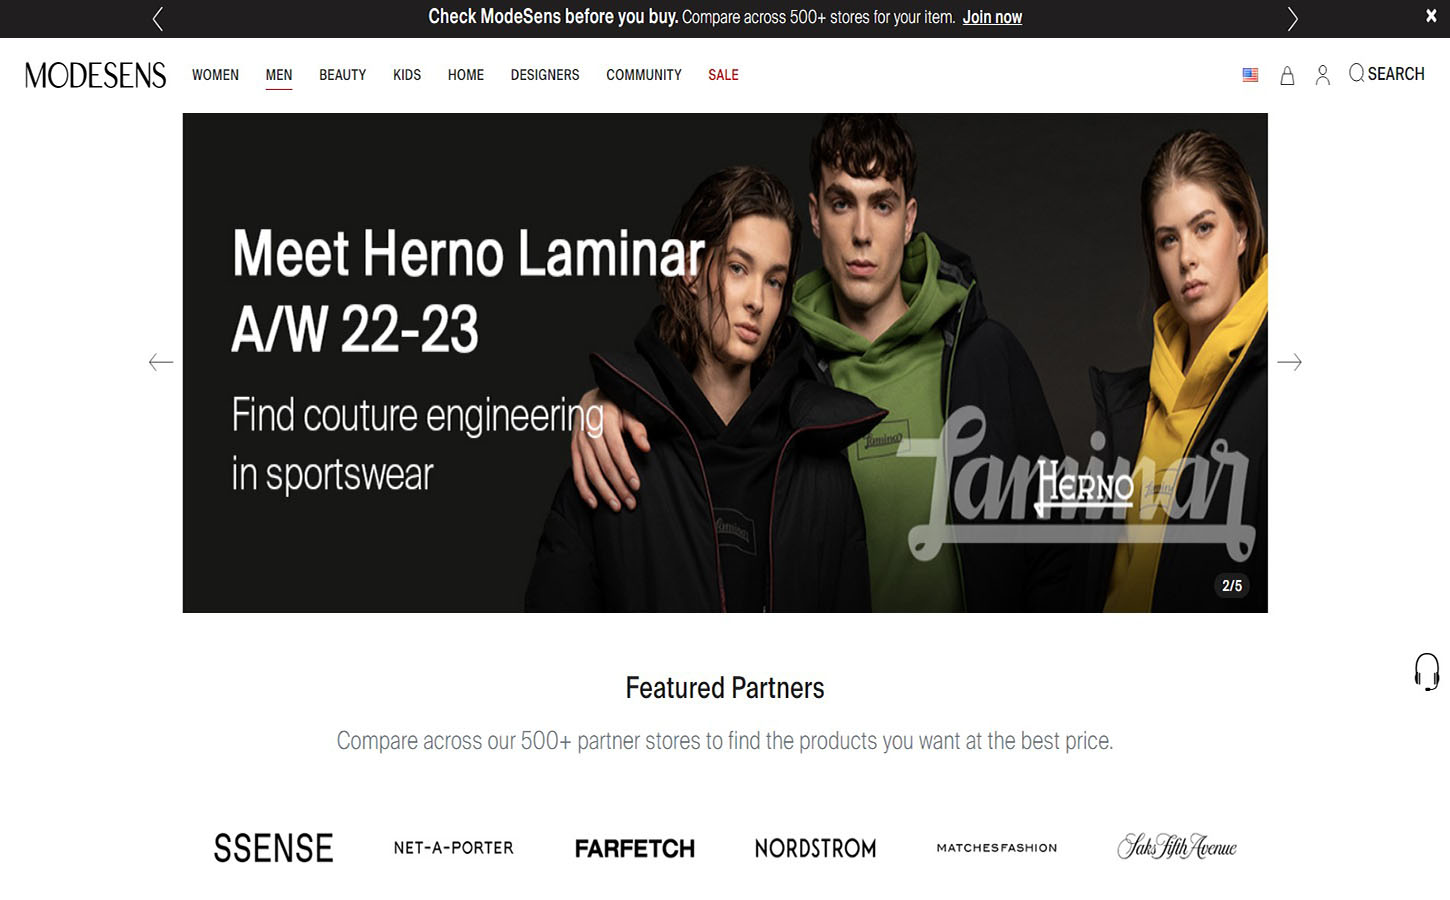 Check ModeSens before you buy. Compare across 500+ stores for your item. Join now
MODESENS WOMEN MEN BEAUTY KIDS HOME DESIGNERS COMMUNITY SALE SEARCH
Meet Herno Laminar
A/W 22-23
Find couture engineering
in sportswear
Laminar
Laminar
Laminar
Laminar
HERNO
2/5
Featured Partners
Compare across our 500+ partner stores to find the products you want at the best price.
SSENSE NET-A-PORTER FARFETCH NORDSTROM MATCHESFASHION Saks Fifth Avenue